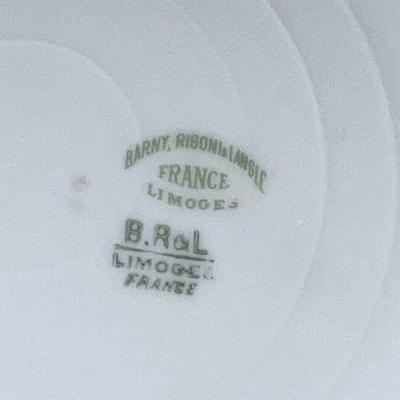 BARNY, RIGONI & LANGLE
FRANCE
LIMOGES
B.R&L
LIMOGES
FRANCE